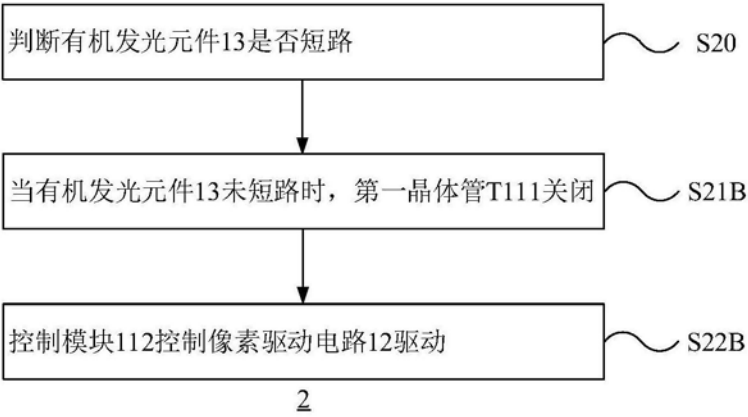 判断有机发光元件13是否短路
S20
当有机发光元件13未短路时，第一晶体管T111关闭
S21B
控制模块112控制像素驱动电路12驱动
S22B
2